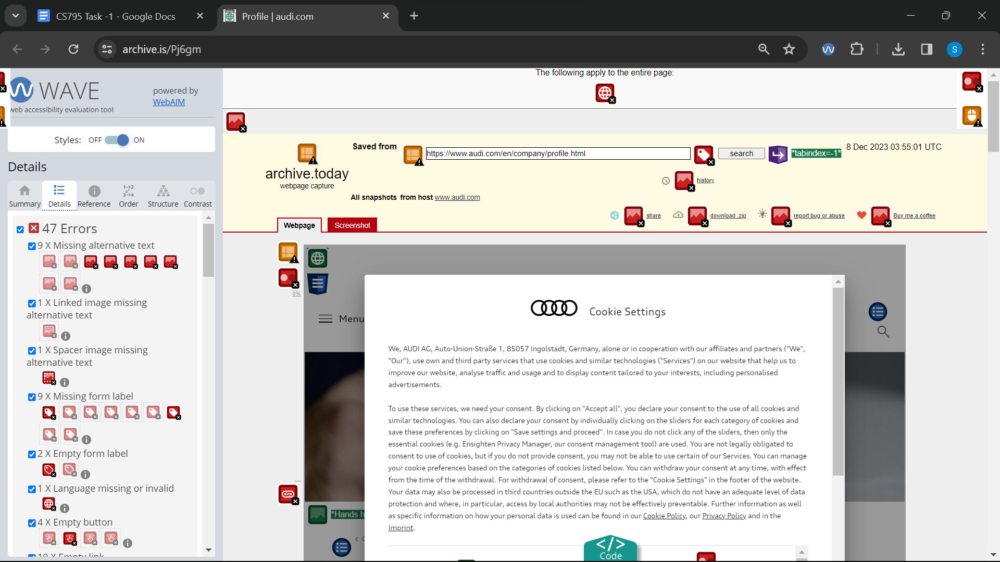 CS795 Task -1 - Google Docs
Profile | audi.com
archive.is/Pj6gm
S
WAVE
web accessibility evaluation tool
powered by
WebAIM
Styles: OFF ON
Details
Summary Details Reference Order Structure Contrast
47 Errors
9 X Missing alternative text
1 X Linked image missing
alternative text
1 X Spacer image missing
alternative text
9 X Missing form label
2 X Empty form label
1 X Language missing or invalid
4 X Empty button
19 X Empty link
The following apply to the entire page:
archive.today
webpage capture
Saved from
https://www.audi.com/en/company/profile.html
search
*tabindex=-1*
8 Dec 2023 03:55:01 UTC
history
All snapshots from host www.audi.com
share
download .zip
report bug or abuse
Buy me a coffee
Webpage
Screenshot
0%
Menu
*Hands h
< C
Cookie Settings
We, AUDI AG, Auto-Union-Straße 1, 85057 Ingolstadt, Germany, alone or in cooperation with our affiliates and partners ("We",
"Our"), use own and third party services that use cookies and similar technologies ("Services") on our website that help us to
improve our website, analyse traffic and usage and to display content tailored to your interests, including personalised
advertisements.
To use these services, we need your consent. By clicking on "Accept all", you declare your consent to the use of all cookies and
similar technologies. You can also declare your consent by individually clicking on the sliders for each category of cookies and
save these preferences by clicking on "Save settings and proceed". In case you do not click any of the sliders, then only the
essential cookies (e.g. Ensighten Privacy Manager, our consent management tool) are used. You are not legally obligated to
consent to use of cookies, but if you do not provide consent, you may not be able to use certain of our Services. You can manage
your cookie preferences based on the categories of cookies listed below. You can withdraw your consent at any time, with effect
from the time of the withdrawal. For withdrawal of consent, please refer to the "Cookie Settings" in the footer of the website.
Your data may also be processed in third countries outside the EU such as the USA, which do not have an adequate level of data
protection and where, in particular, access by local authorities may not be effectively preventable. Further information as well
as specific information on how your personal data is used can be found in our Cookie Policy, our Privacy Policy and in the
Imprint.
</>
Code